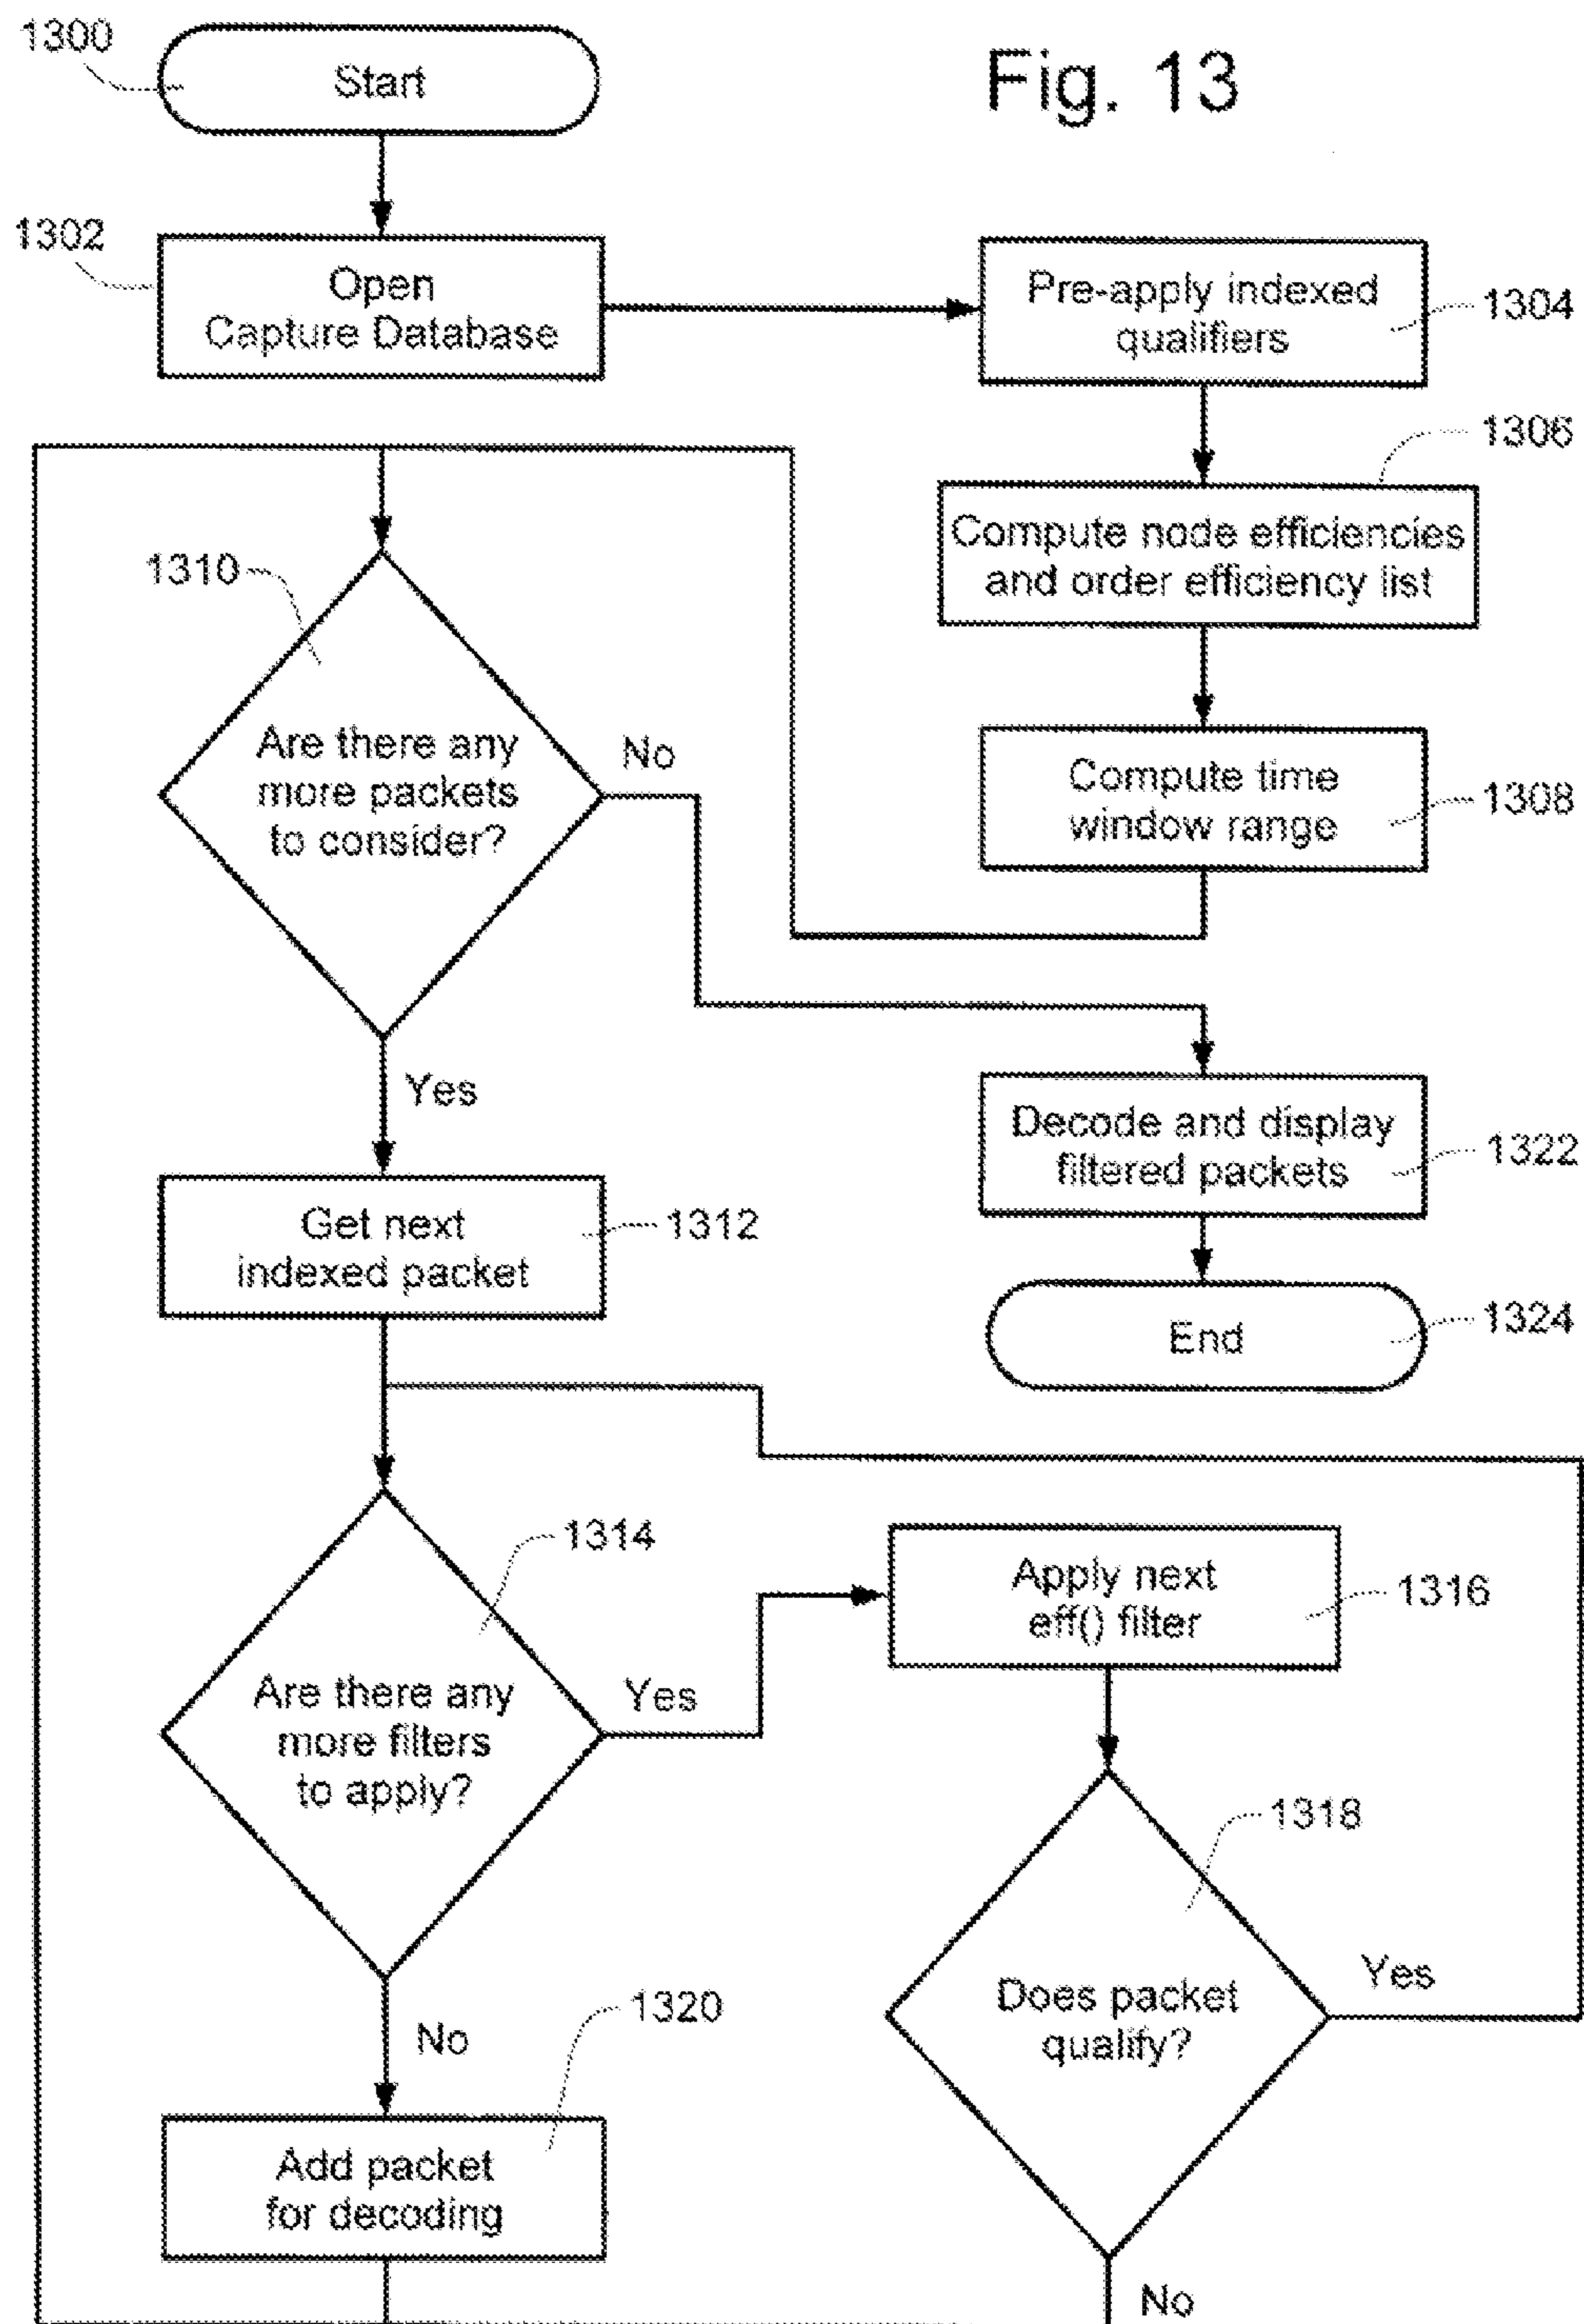 1300
Start
Fig. 13
1302
Open
Capture Database
Pre-apply indexed
qualifiers
1304
1306
Compute node efficiencies
and order efficiency list
1310
Are there any
more packets
to consider?
No
Compute time
window range
1308
Yes
Decode and display
filtered packets
1322
Get next
indexed packet
1312
End
1324
1314
Are there any
more filters
to apply?
Yes
Apply next
eff() filter
1316
1318
Does packet
qualify?
Yes
No
1320
Add packet
for decoding
No